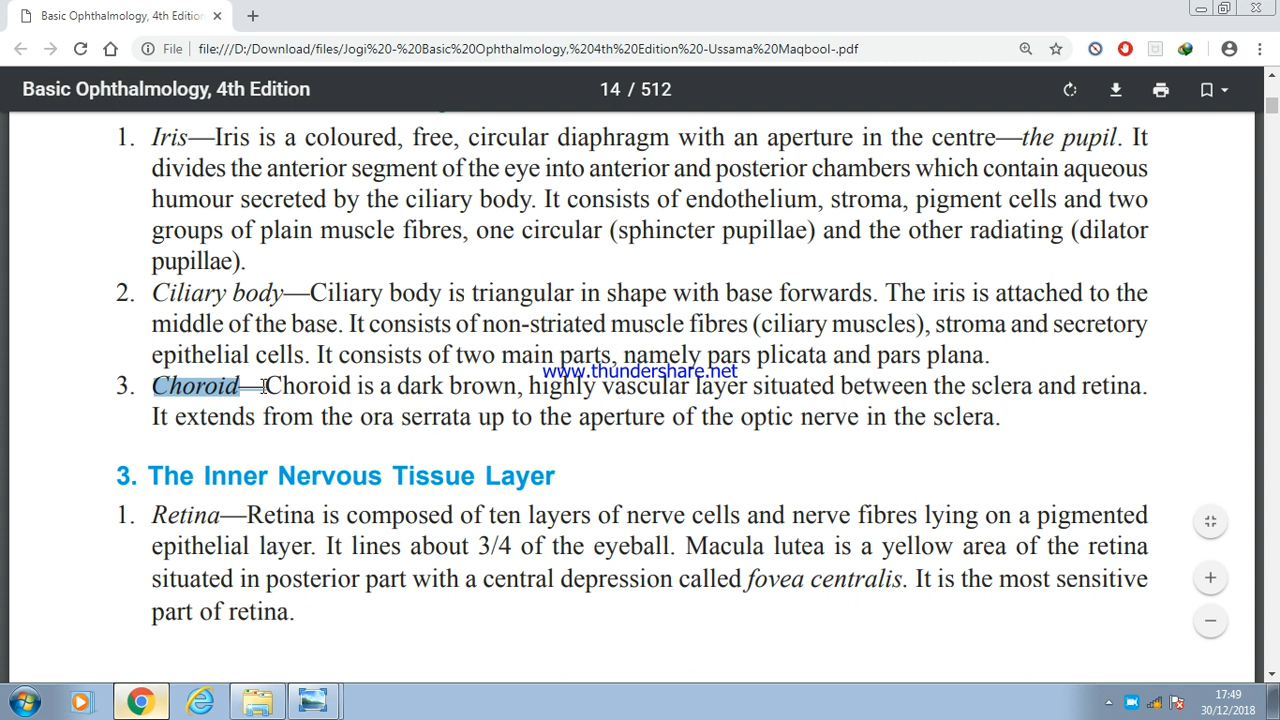 Basic Ophthalmology, 4th Edition
File
file:///D:/Download/files/Jogi%20-%20Basic%20Ophthalmology,%204th%20Edition%20-Ussama%20Maqbool-.pdf
Basic Ophthalmology, 4th Edition
14 / 512
1. Iris—Iris is a coloured, free, circular diaphragm with an aperture in the centre—the pupil. It
divides the anterior segment of the eye into anterior and posterior chambers which contain aqueous
humour secreted by the ciliary body. It consists of endothelium, stroma, pigment cells and two
groups of plain muscle fibres, one circular (sphincter pupillae) and the other radiating (dilator
pupillae).
2. Ciliary body—Ciliary body is triangular in shape with base forwards. The iris is attached to the
middle of the base. It consists of non-striated muscle fibres (ciliary muscles), stroma and secretory
epithelial cells. It consists of two main parts, namely pars plicata and pars plana.
www.thundershare.net
3. Choroid—Choroid is a dark brown, highly vascular layer situated between the sclera and retina.
It extends from the ora serrata up to the aperture of the optic nerve in the sclera.
3. The Inner Nervous Tissue Layer
1. Retina—Retina is composed of ten layers of nerve cells and nerve fibres lying on a pigmented
epithelial layer. It lines about 3/4 of the eyeball. Macula lutea is a yellow area of the retina
situated in posterior part with a central depression called fovea centralis. It is the most sensitive
part of retina.
17:49
30/12/2018